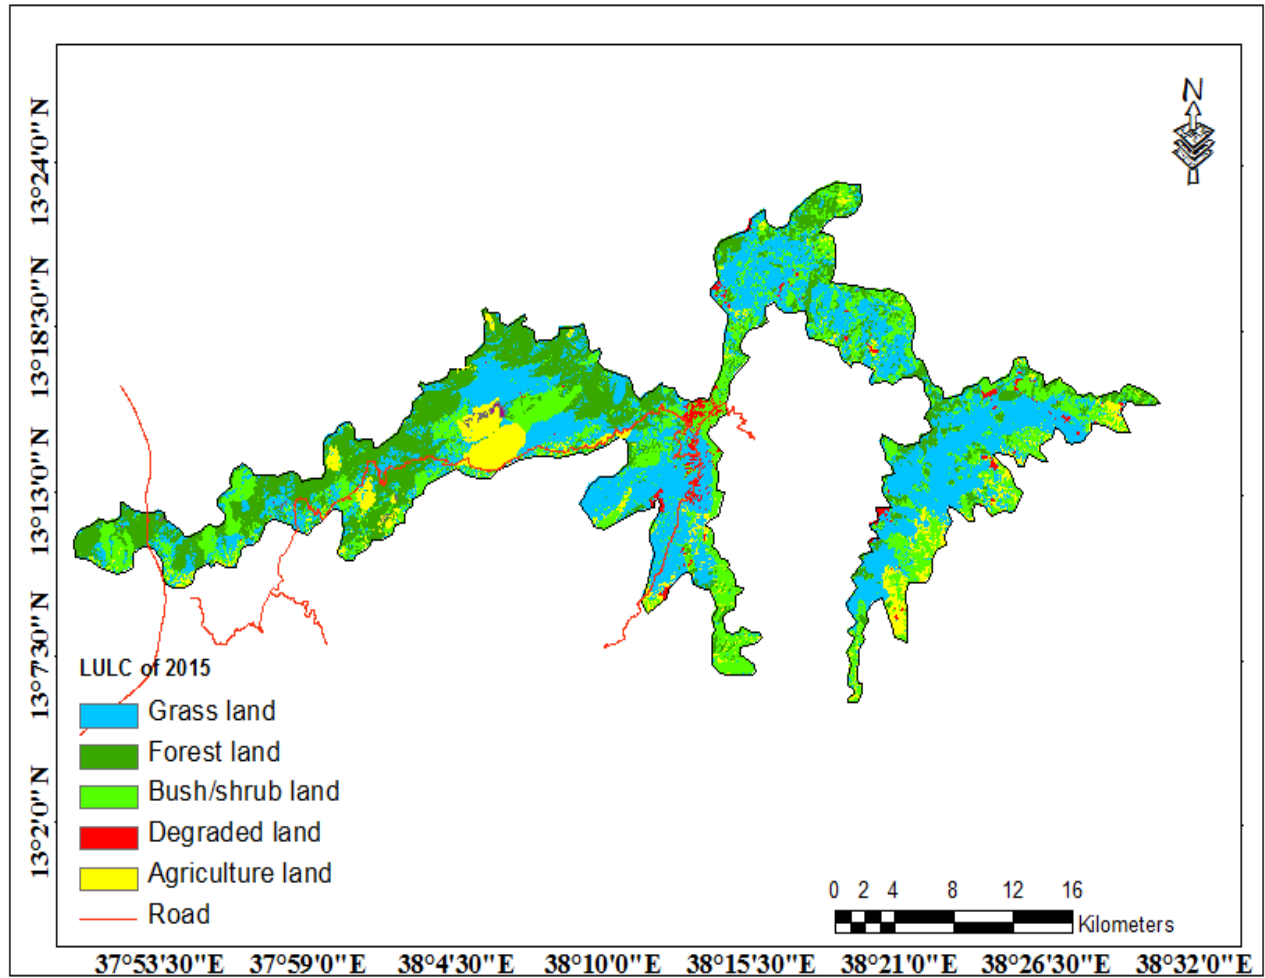 N
13°24'0"N
13°18'30"N
13°13'0"N
13°7'30"N
13°2'0"N
LULC of 2015
Grass land
Forest land
Bush/shrub land
Degraded land
Agriculture land
Road
0 2 4 8 12 16
Kilometers
37°53'30"E 37°59'0"E 38°4'30"E 38°10'0"E 38°15'30"E 38°21'0"E 38°26'30"E 38°32'0"E